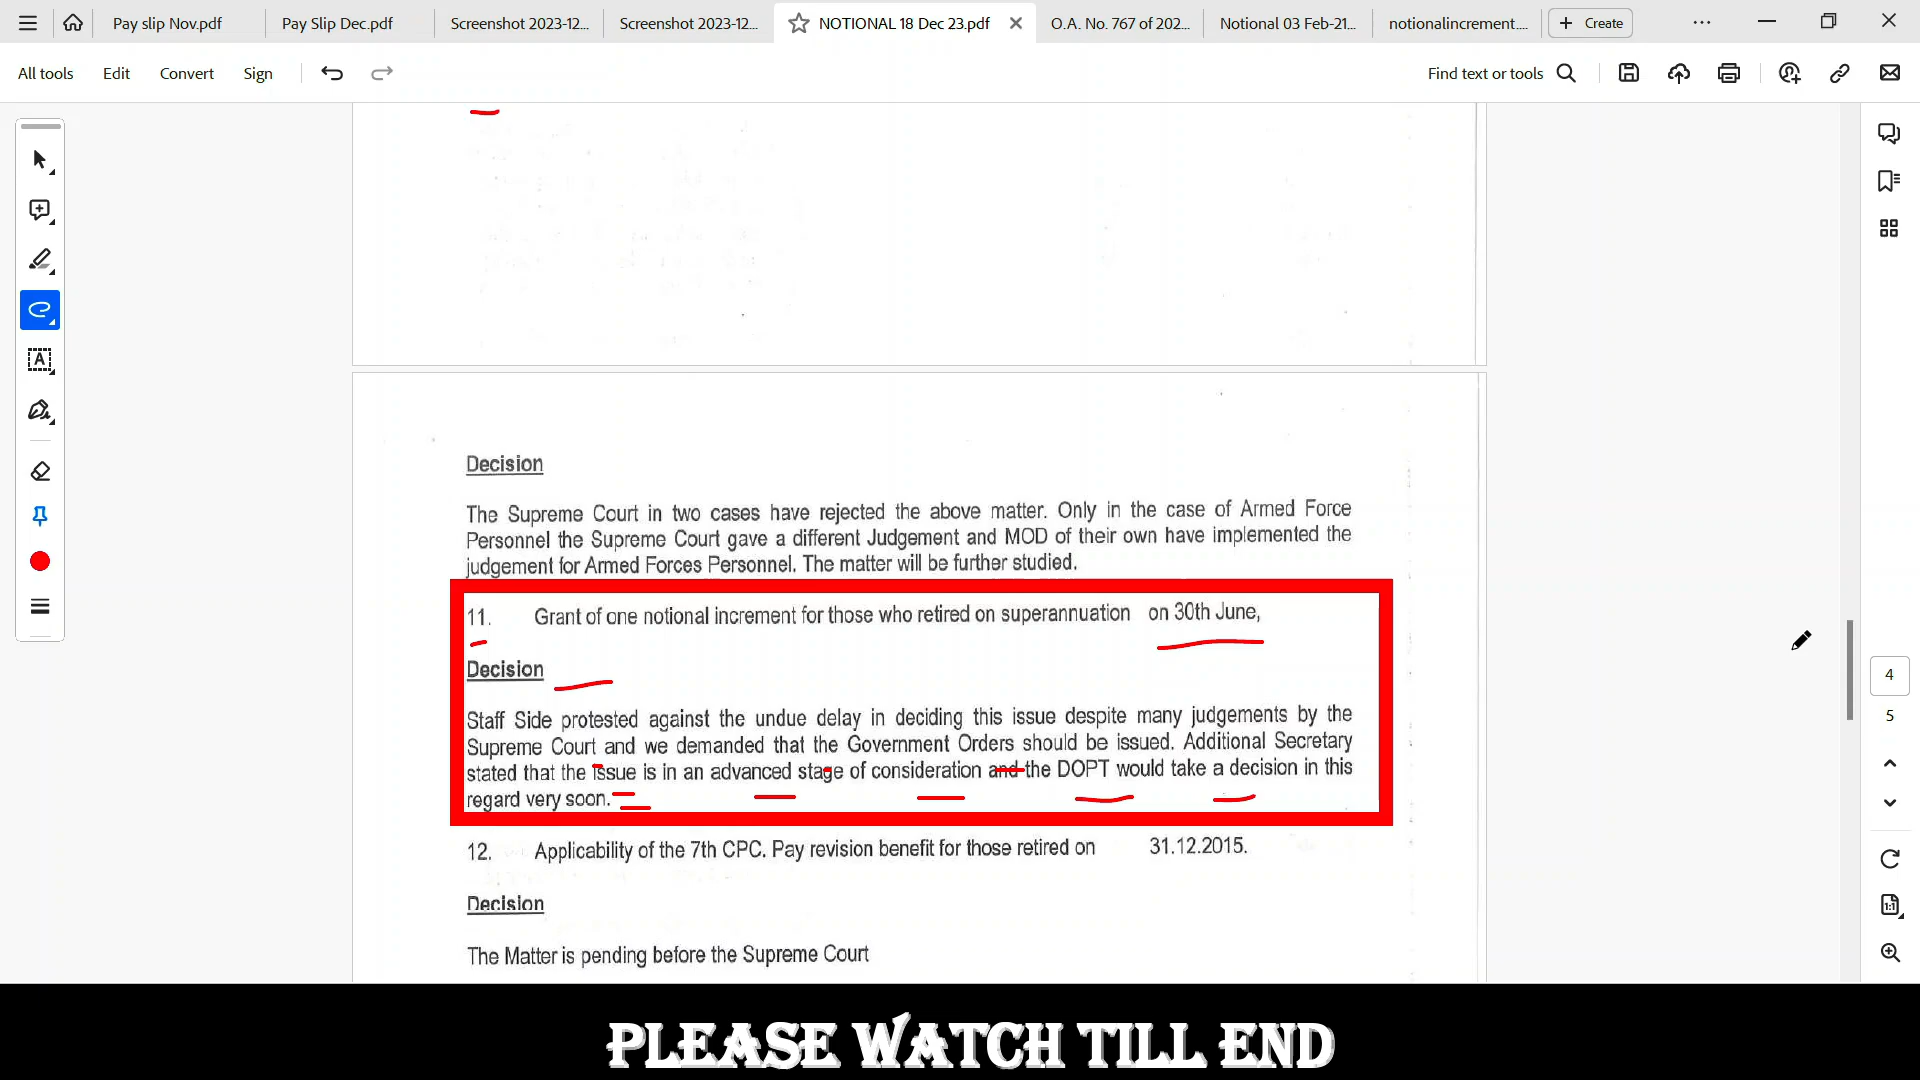 Pay slip Nov.pdf
Pay Slip Dec.pdf
Screenshot 2023-12...
Screenshot 2023-12...
NOTIONAL 18 Dec 23.pdf
O.A. No. 767 of 202...
Notional 03 Feb-21...
notionalincrement....
Create
All tools
Edit
Convert
Sign
Find text or tools
Decision
The Supreme Court in two cases have rejected the above matter. Only in the case of Armed Force
Personnel the Supreme Court gave a different Judgement and MOD of their own have implemented the
judgement for Armed Forces Personnel. The matter will be further studied.
11. Grant of one notional increment for those who retired on superannuation on 30th June,
Decision
Staff Side protested against the undue delay in deciding this issue despite many judgements by the
Supreme Court and we demanded that the Government Orders should be issued. Additional Secretary
stated that the issue is in an advanced stage of consideration and the DOPT would take a decision in this
regard very soon.
12. Applicability of the 7th CPC. Pay revision benefit for those retired on 31.12.2015.
Decision
The Matter is pending before the Supreme Court
4
5
PLEASE WATCH TILL END